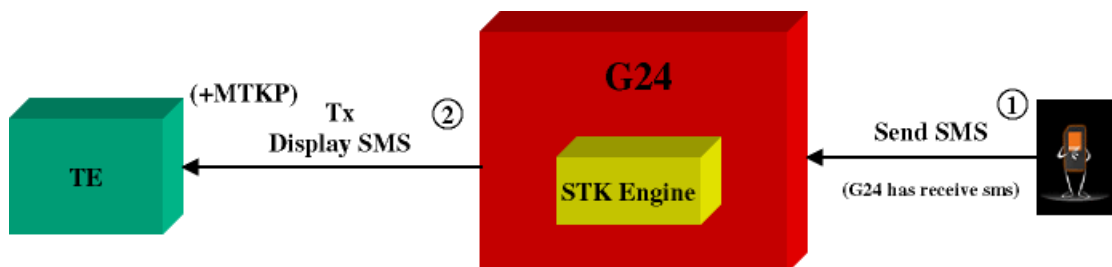 G24
(+MTKP)
Tx
Display SMS
②
①
Send SMS
TE
STK Engine
(G24 has receive sms)